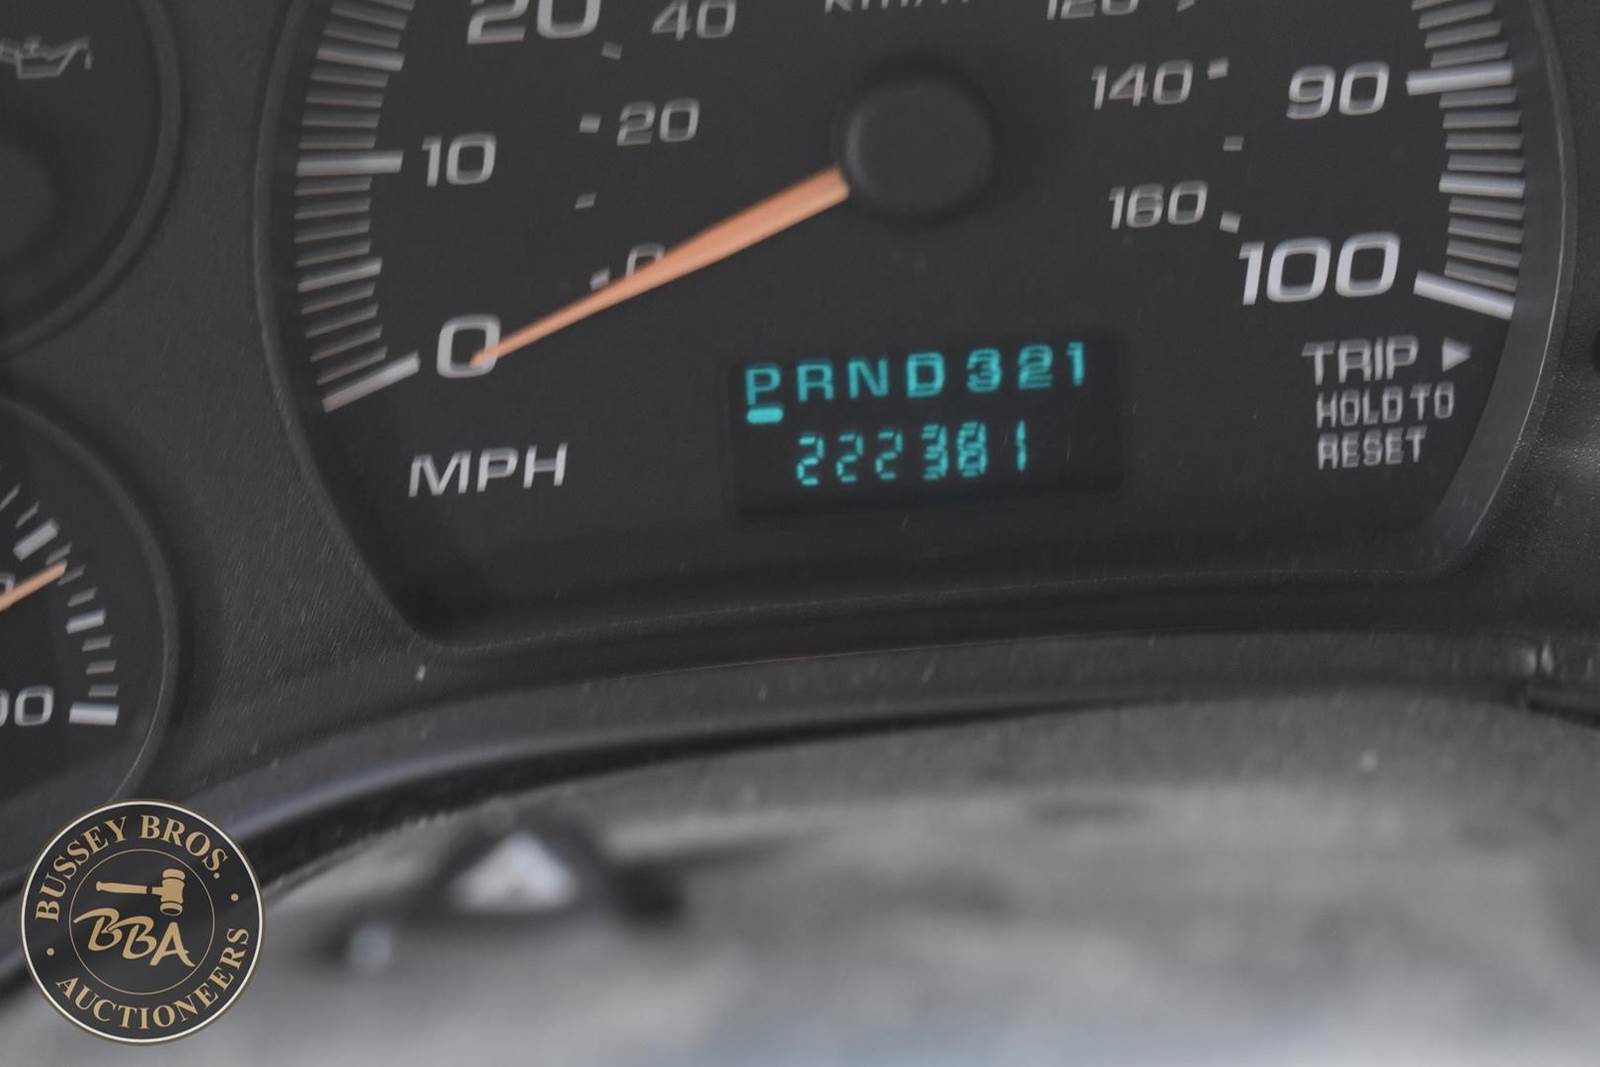 20
40
120
10
20
140
90
0
160
100
0
PRND321
222381
TRIP
HOLD TO
RESET
MPH
BUSSEY BROS.
BBA
AUCTIONEERS